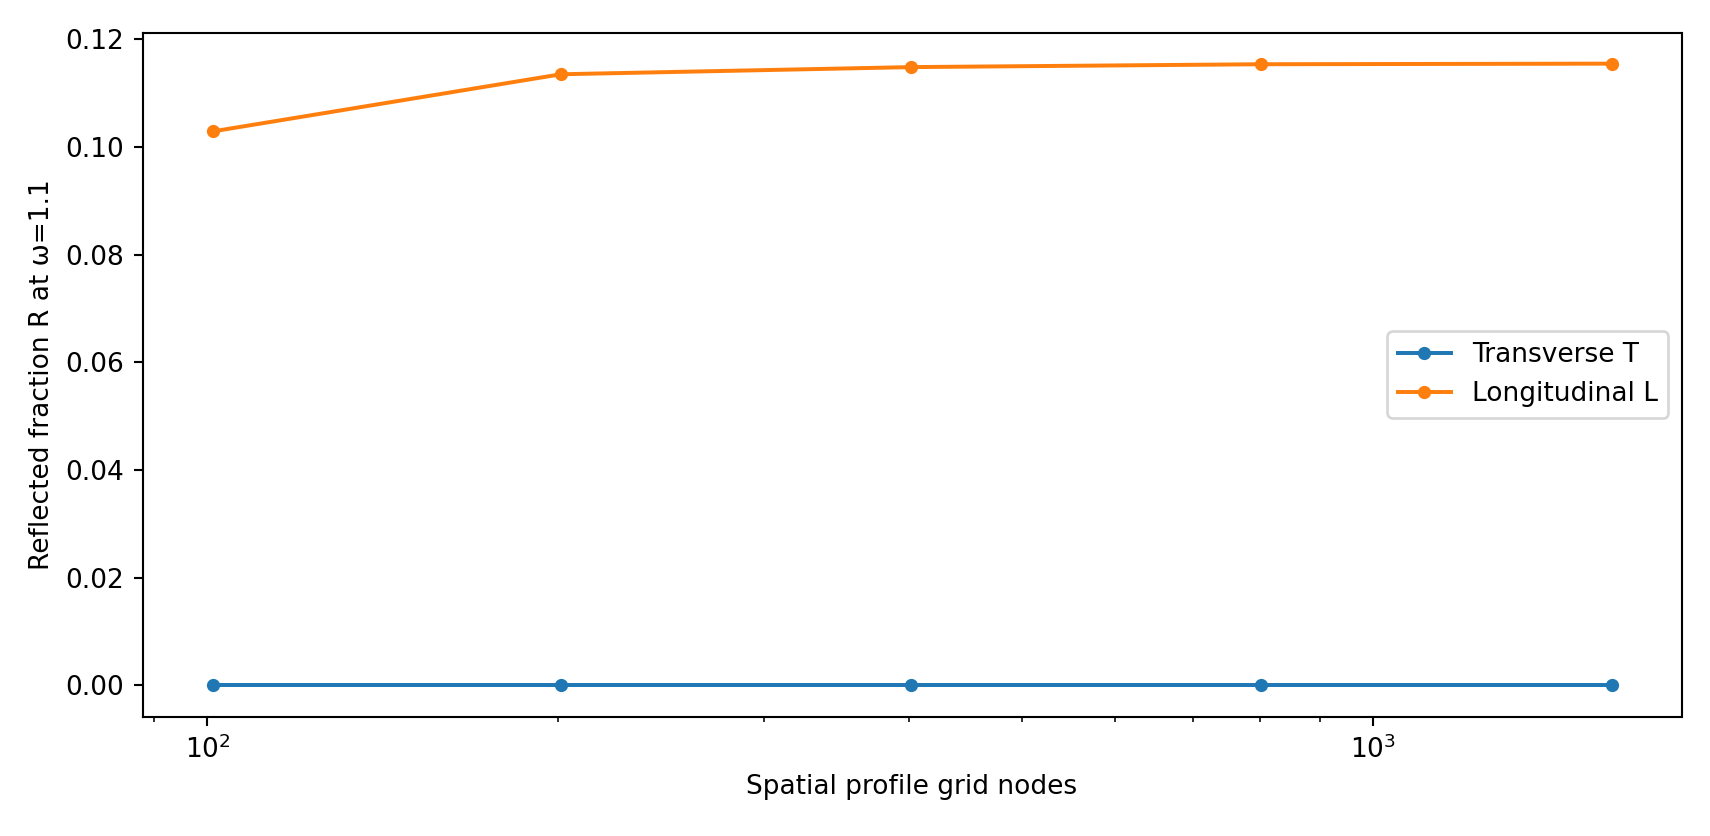 Reflected fraction R at ω=1.1
0.12
0.10
0.08
0.06
0.04
0.02
0.00
Transverse T
Longitudinal L
10²
10³
Spatial profile grid nodes